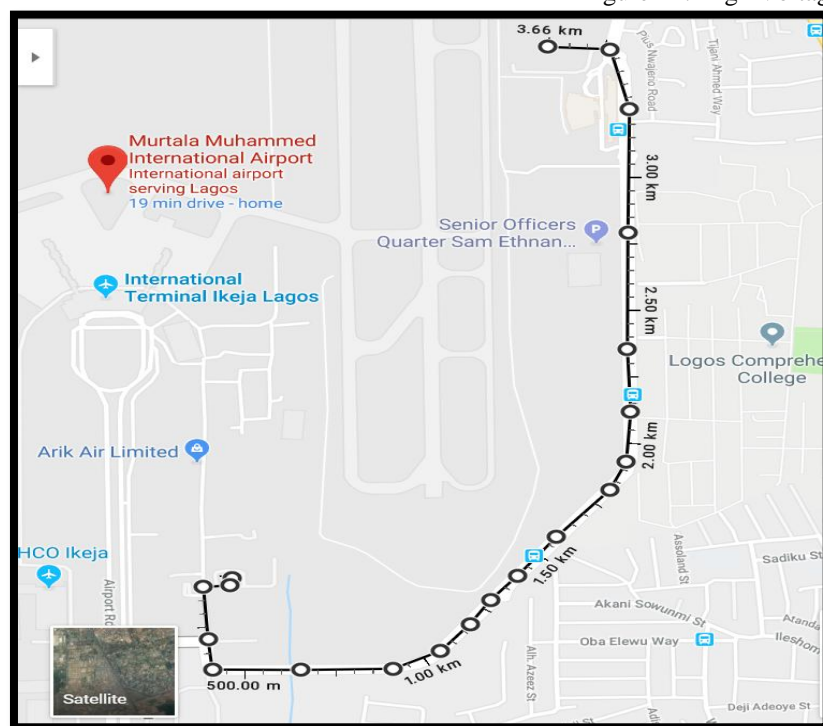 3.66 km
Pius Nwajeno Road
Tijani Ahmed Way
Murtala Muhammed
International Airport
International airport
serving Lagos
19 min drive - home
3.00 km
Senior Officers
Quarter Sam Ethnan...
International
Terminal Ikeja Lagos
2.50 km
Logos Comprehe
College
Arik Air Limited
2.00 km
HCO Ikeja
1.50 km
Assoland St
Sadiku St
Airport Rd
Akani Sowunmi St
Atanda
Oba Elewu Way
Ileshom
Alh. Azeez St
1.00 km
500.00 m
Satellite
Deji Adeoye St